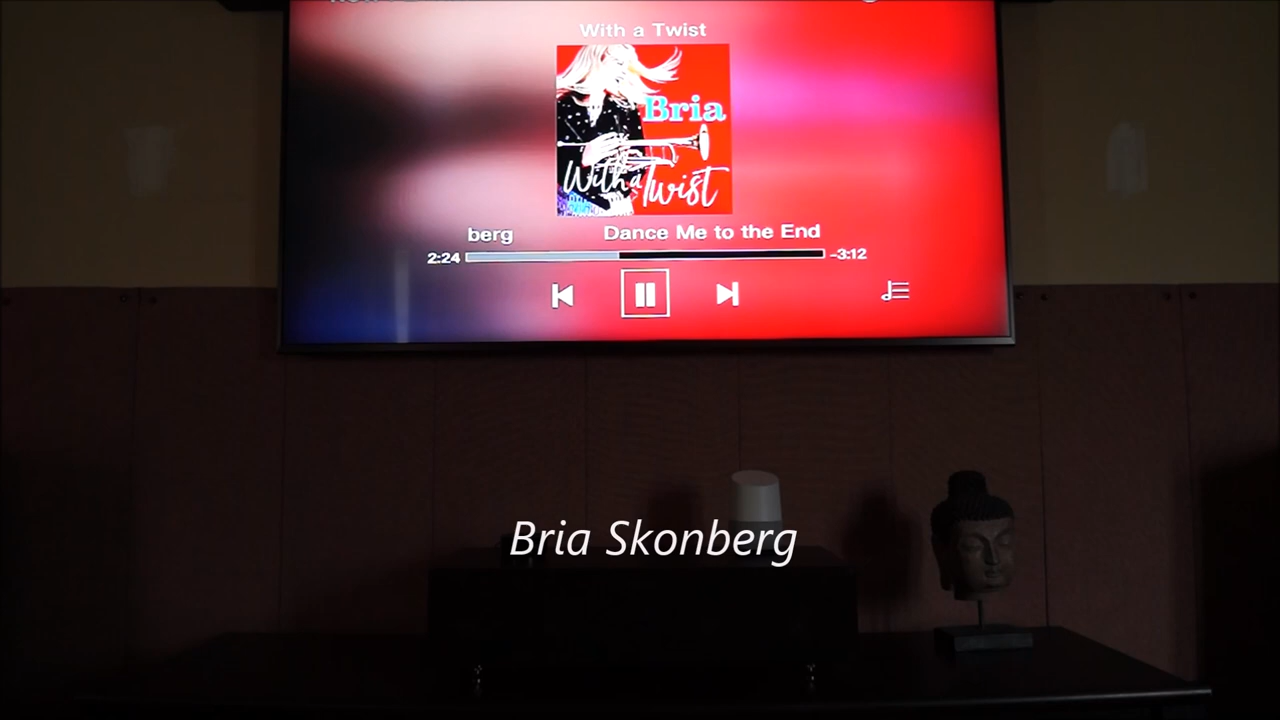 With a Twist
Bria
With a
Twist
berg Dance Me to the End
2:24 -3:12
Bria Skonberg